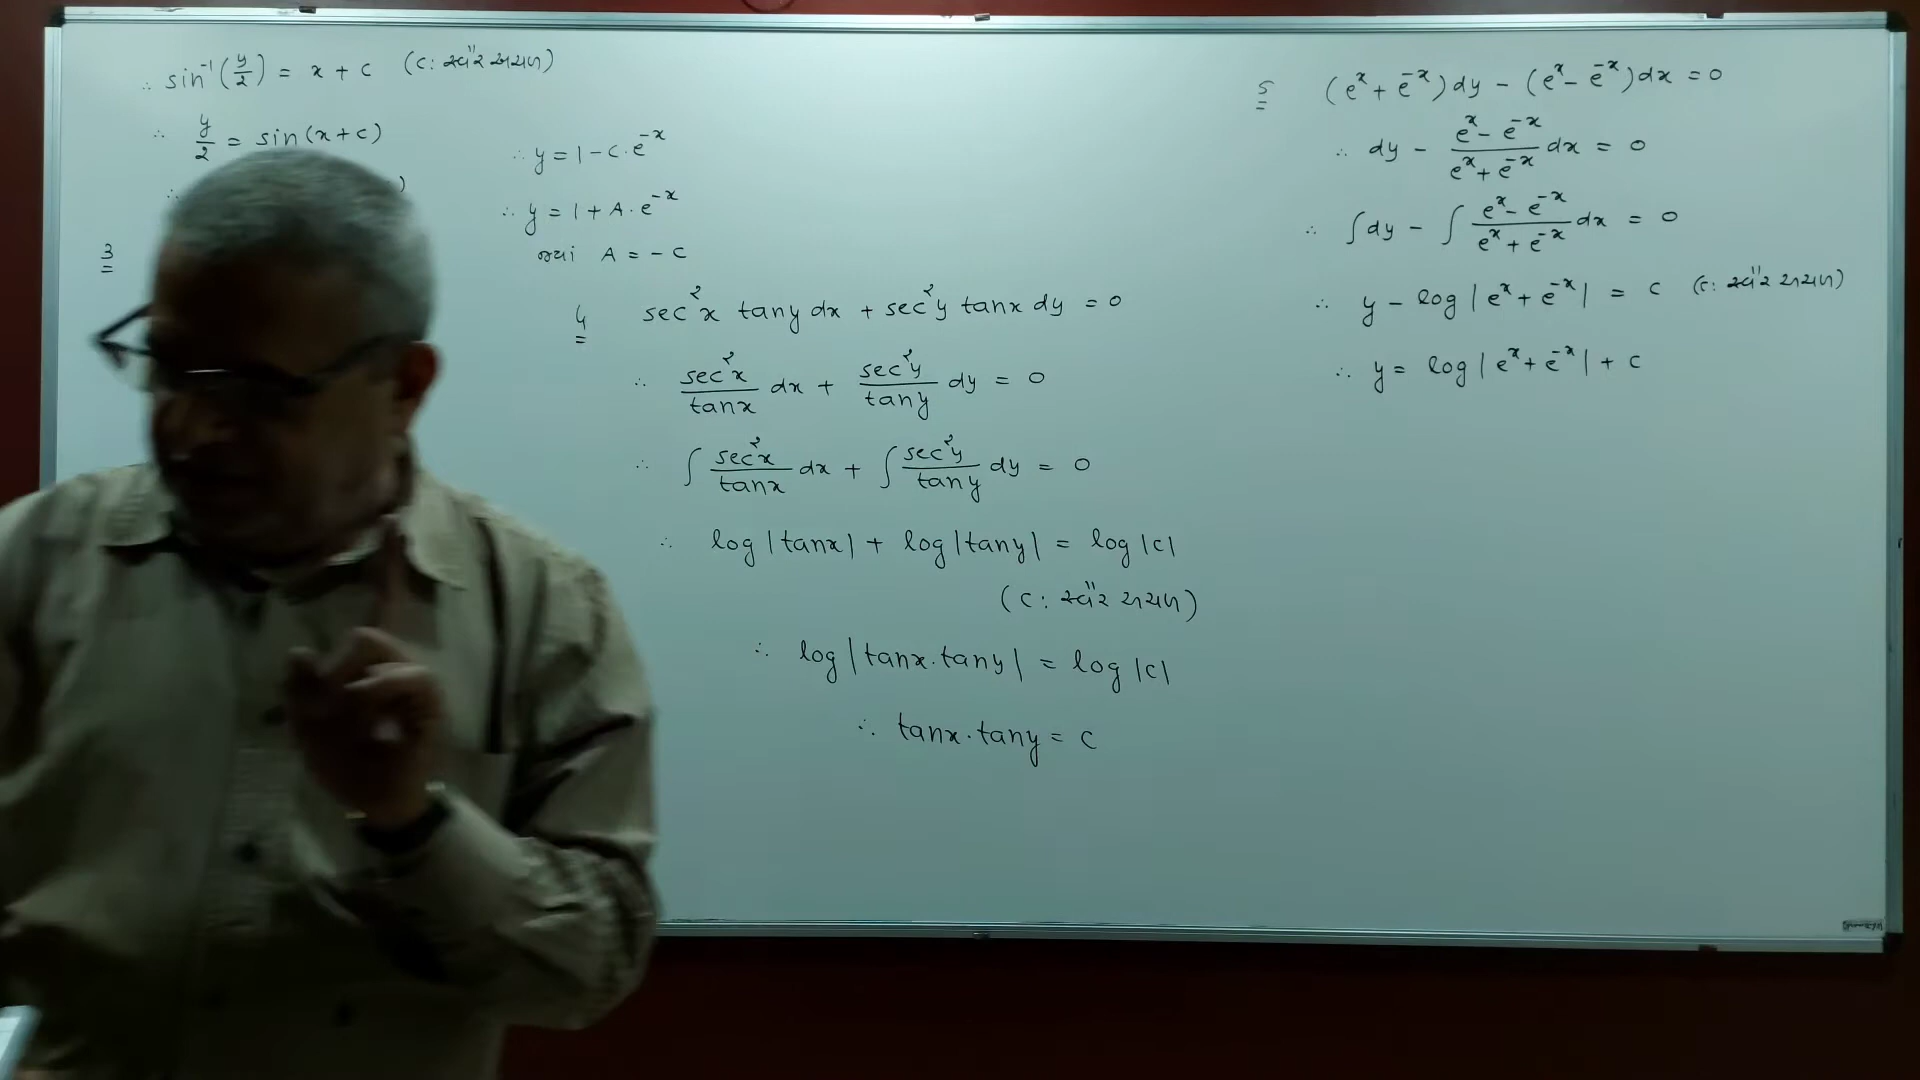 ∴ sin⁻¹(y/2) = x + c (c: સ્વૈર અચળ)
∴ y/2 = sin(x+c)
∴ )
3
∴ y = 1 - c·e⁻ˣ
∴ y = 1 + A·e⁻ˣ
જ્યાં A = - c
4 sec²x tany dx + sec²y tanx dy = 0
∴ sec²x/tanx dx + sec²y/tany dy = 0
∴ ∫ sec²x/tanx dx + ∫ sec²y/tany dy = 0
∴ log|tanx| + log|tany| = log|c|
(c: સ્વૈર અચળ)
∴ log|tanx·tany| = log|c|
∴ tanx·tany = c
5 (eˣ + e⁻ˣ)dy - (eˣ - e⁻ˣ)dx = 0
∴ dy - (eˣ - e⁻ˣ)/(eˣ + e⁻ˣ) dx = 0
∴ ∫dy - ∫ (eˣ - e⁻ˣ)/(eˣ + e⁻ˣ) dx = 0
∴ y - log|eˣ + e⁻ˣ| = c (c: સ્વૈર અચળ)
∴ y = log|eˣ + e⁻ˣ| + c